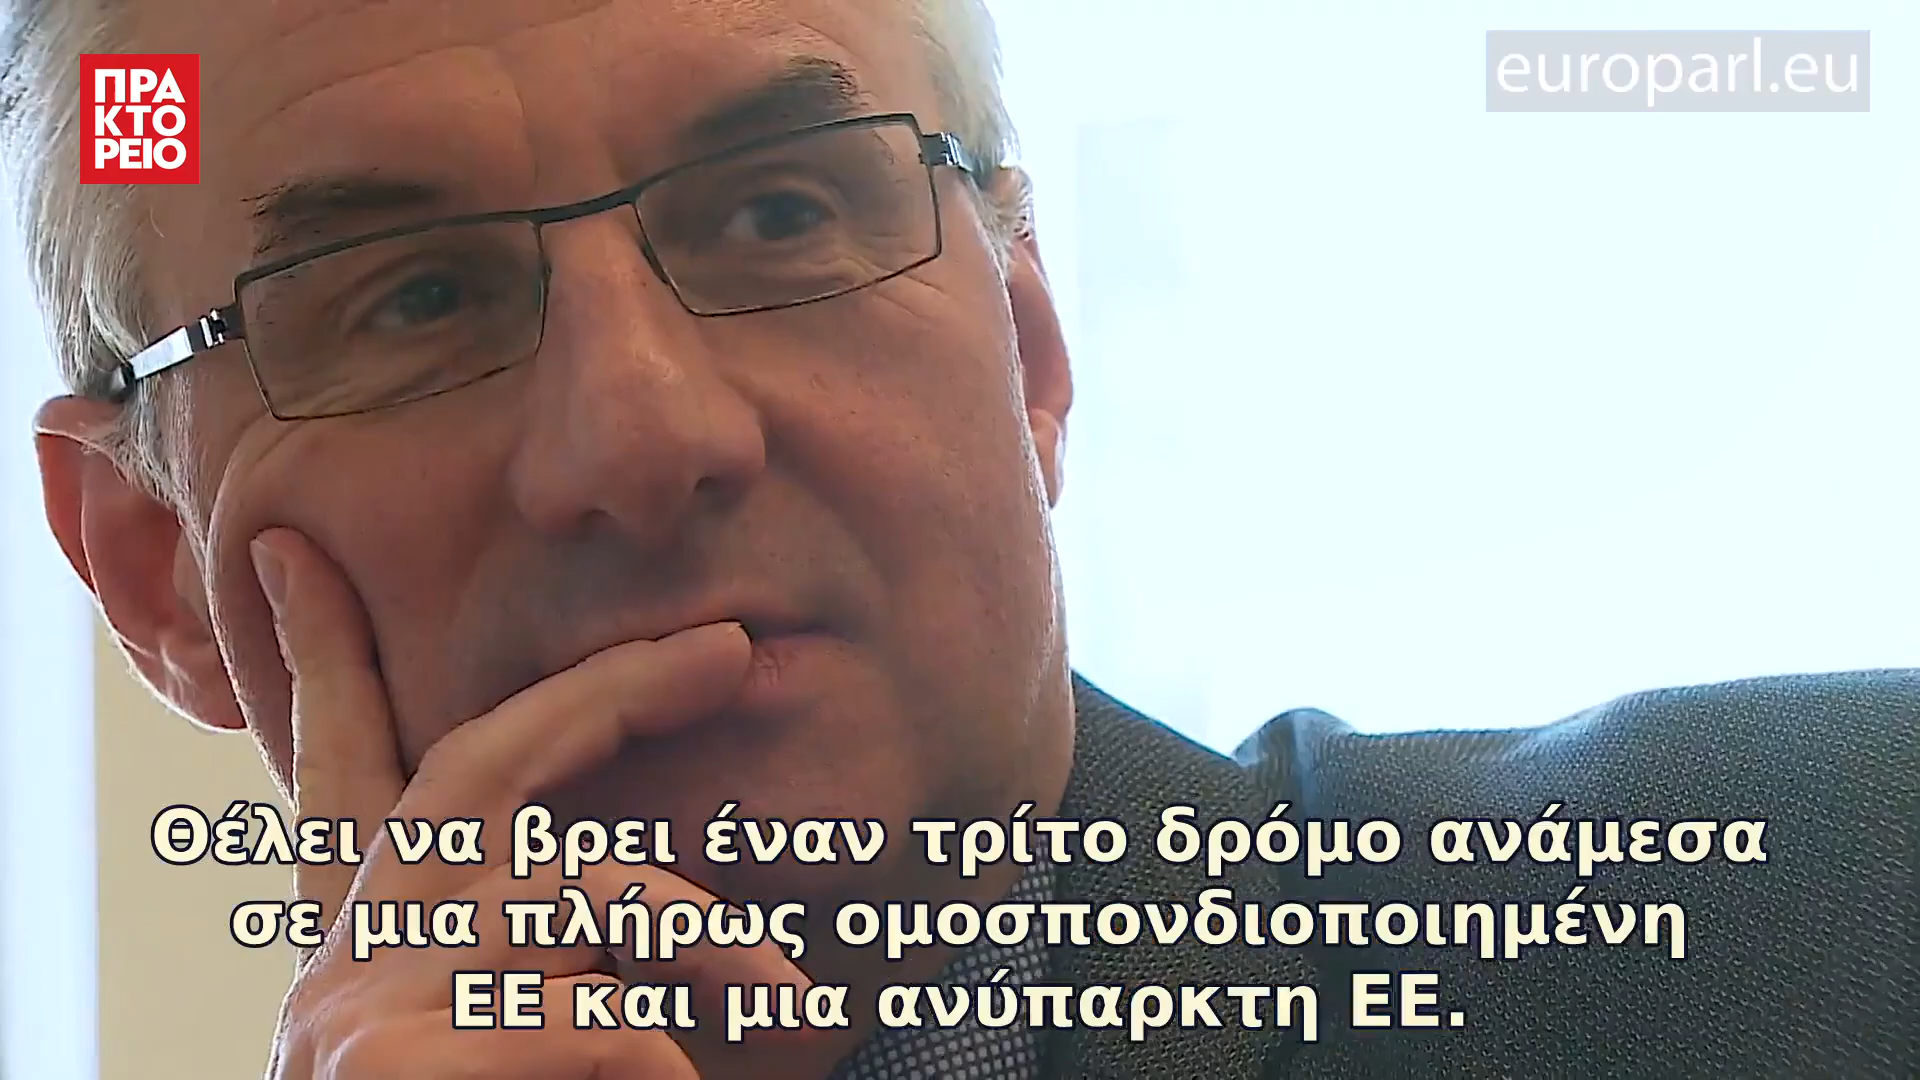 ΠΡΑ
ΚΤΟ
ΡΕΙΟ
europarl.eu
Θέλει να βρει έναν τρίτο δρόμο ανάμεσα
σε μια πλήρως ομοσπονδιοποιημένη
ΕΕ και μια ανύπαρκτη ΕΕ.